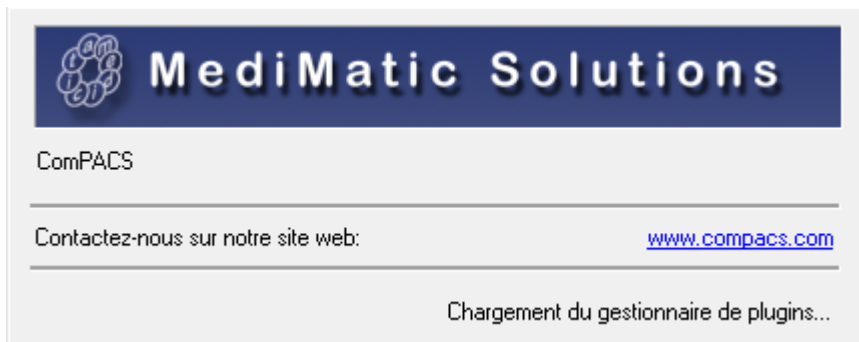 MediMatic Solutions
ComPACS
Contactez-nous sur notre site web: www.compacs.com
Chargement du gestionnaire de plugins...